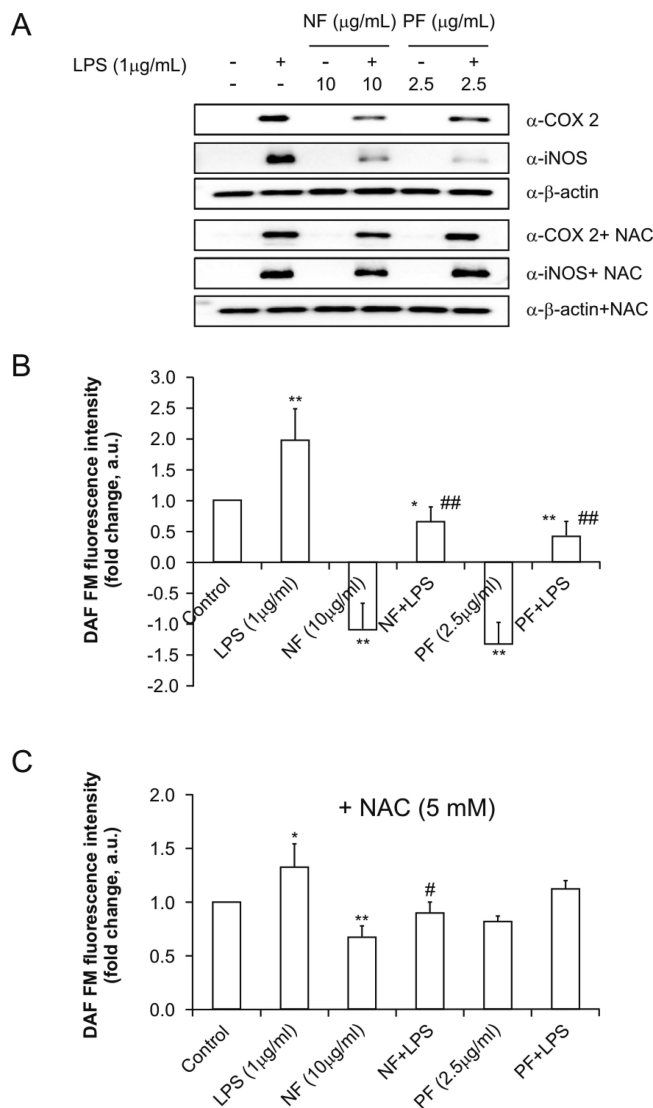 A
NF (μg/mL) PF (μg/mL)
LPS (1μg/mL) - + - + - +
- - 10 10 2.5 2.5
α-COX 2
α-iNOS
α-β-actin
α-COX 2+ NAC
α-iNOS+ NAC
α-β-actin+NAC
B
DAF FM fluorescence intensity
(fold change, a.u.)
3.0
2.5
2.0
1.5
1.0
0.5
0.0
-0.5
-1.0
-1.5
-2.0
**
**
* ##
**
** ##
Control
LPS (1μg/ml)
NF (10μg/ml)
NF+LPS
PF (2.5μg/ml)
PF+LPS
C
DAF FM fluorescence intensity
(fold change, a.u.)
+ NAC (5 mM)
2.0
1.5
1.0
0.5
0.0
*
**
#
Control
LPS (1μg/ml)
NF (10μg/ml)
NF+LPS
PF (2.5μg/ml)
PF+LPS